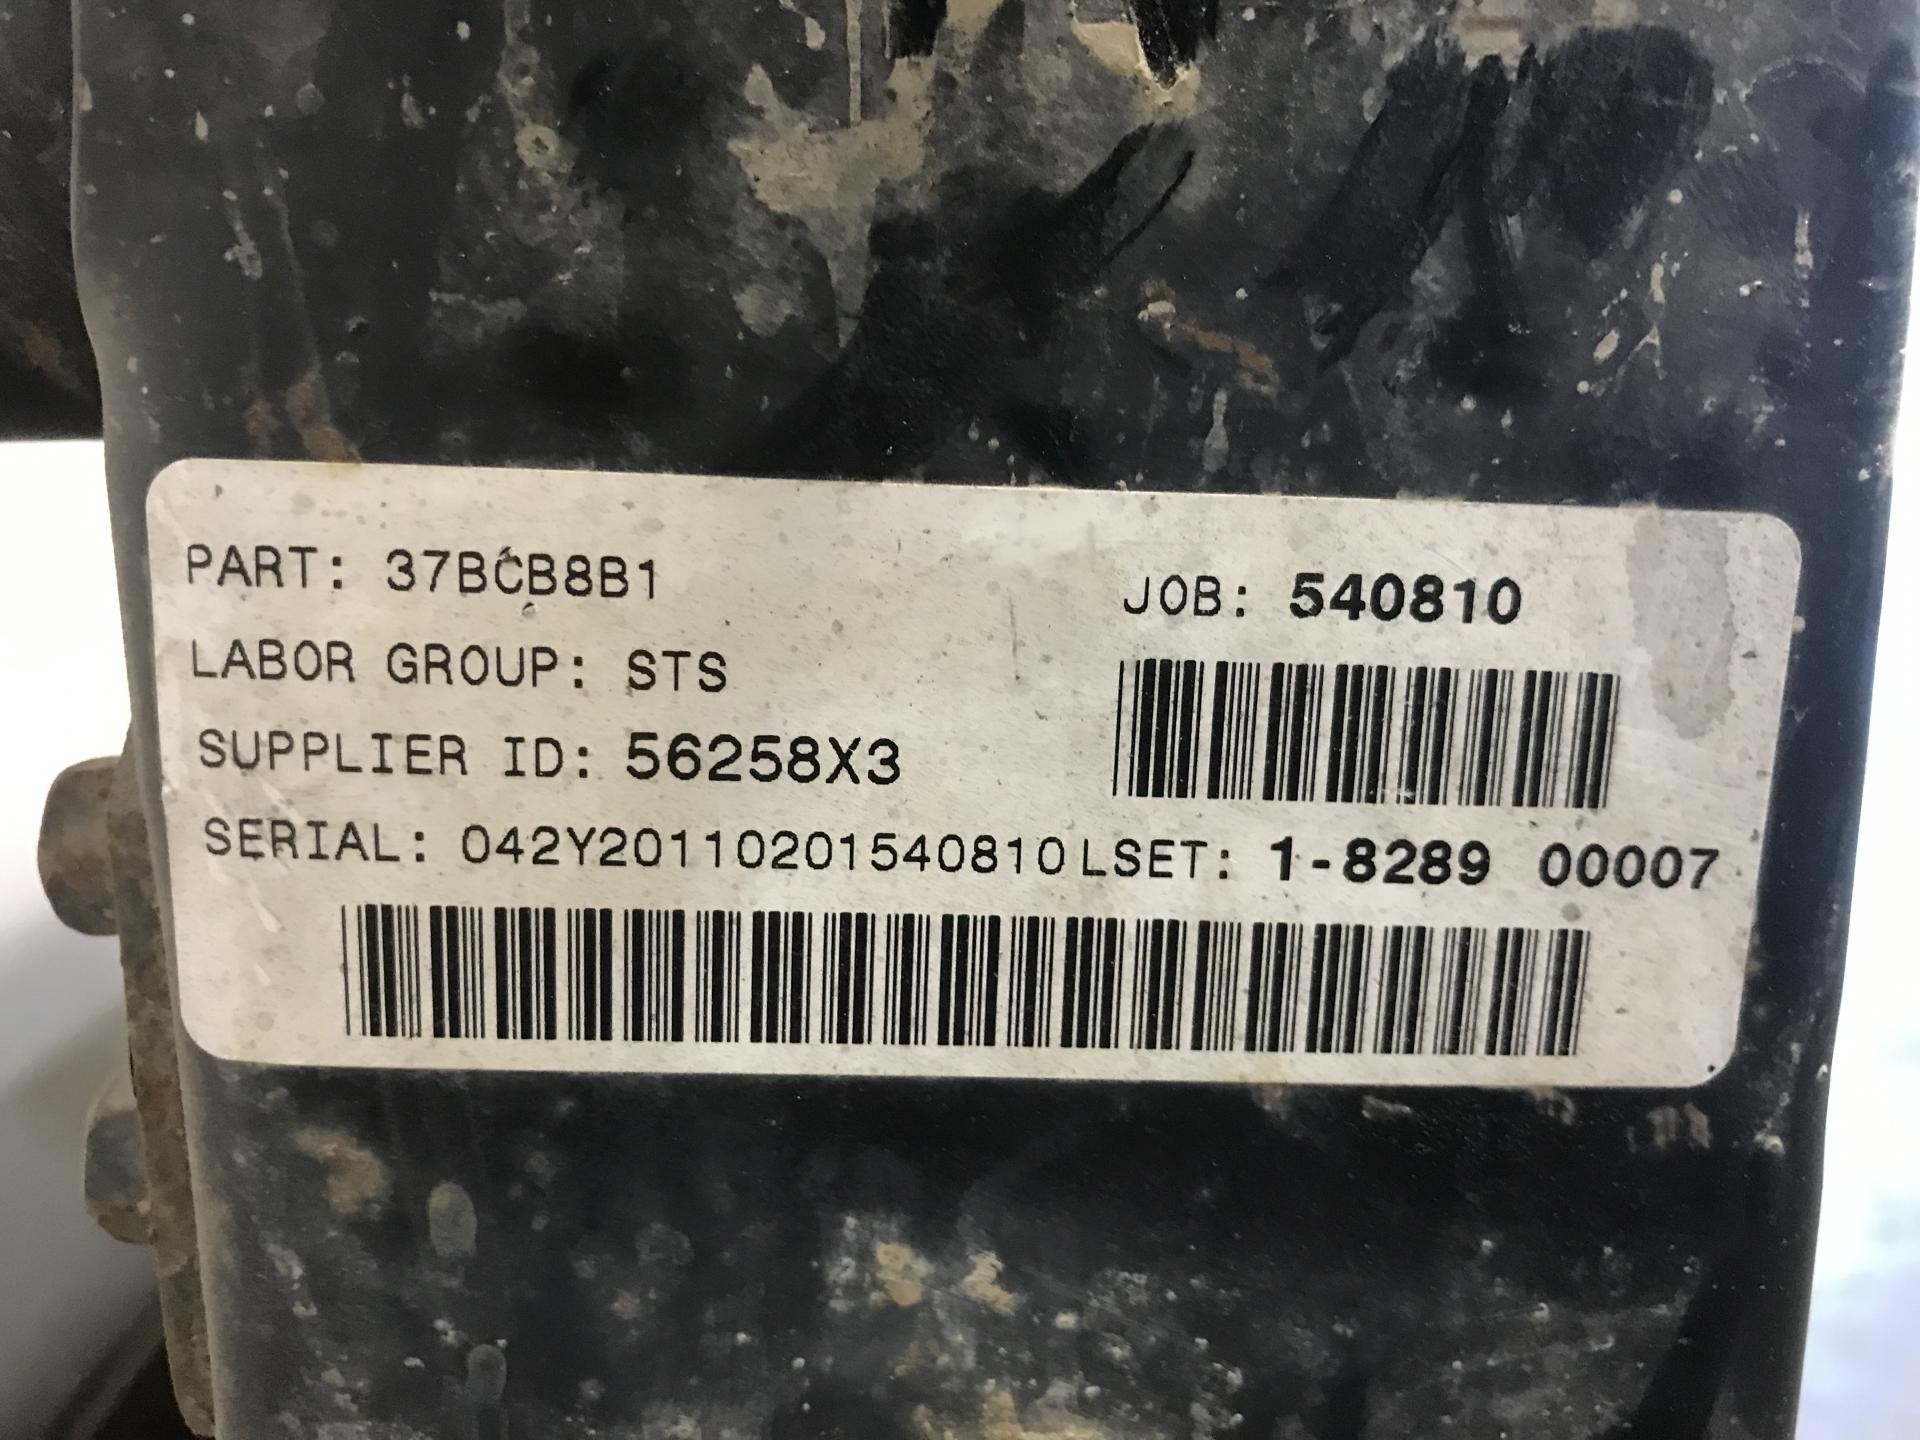 PART: 37BCB8B1
JOB: 540810
LABOR GROUP: STS
SUPPLIER ID: 56258X3
SERIAL: 042Y20110201540810 LSET: 1-8289 00007